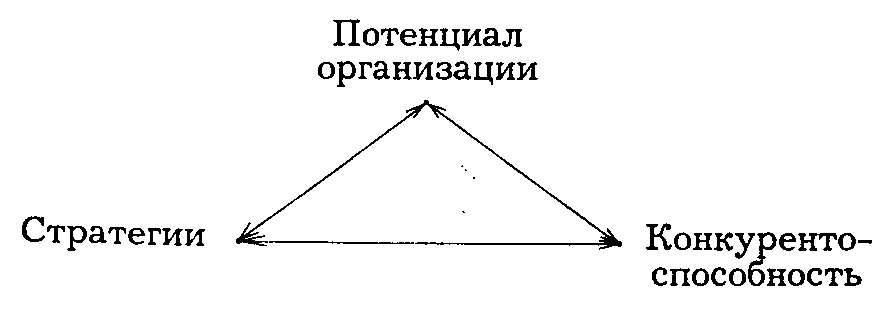 Потенциал
организации
Стратегии
Конкуренто-
способность